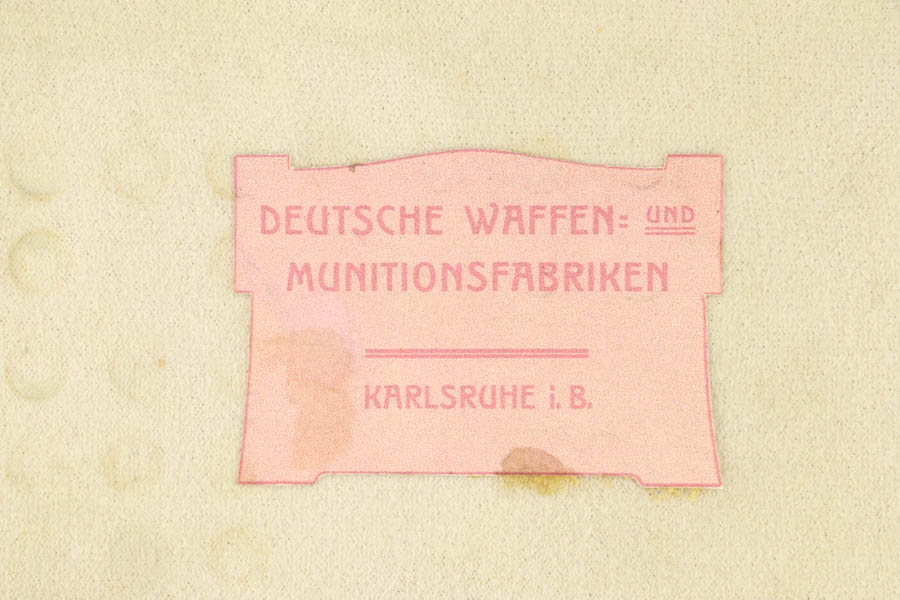 DEUTSCHE WAFFEN= UND
MUNITIONSFABRIKEN
KARLSRUHE i. B.